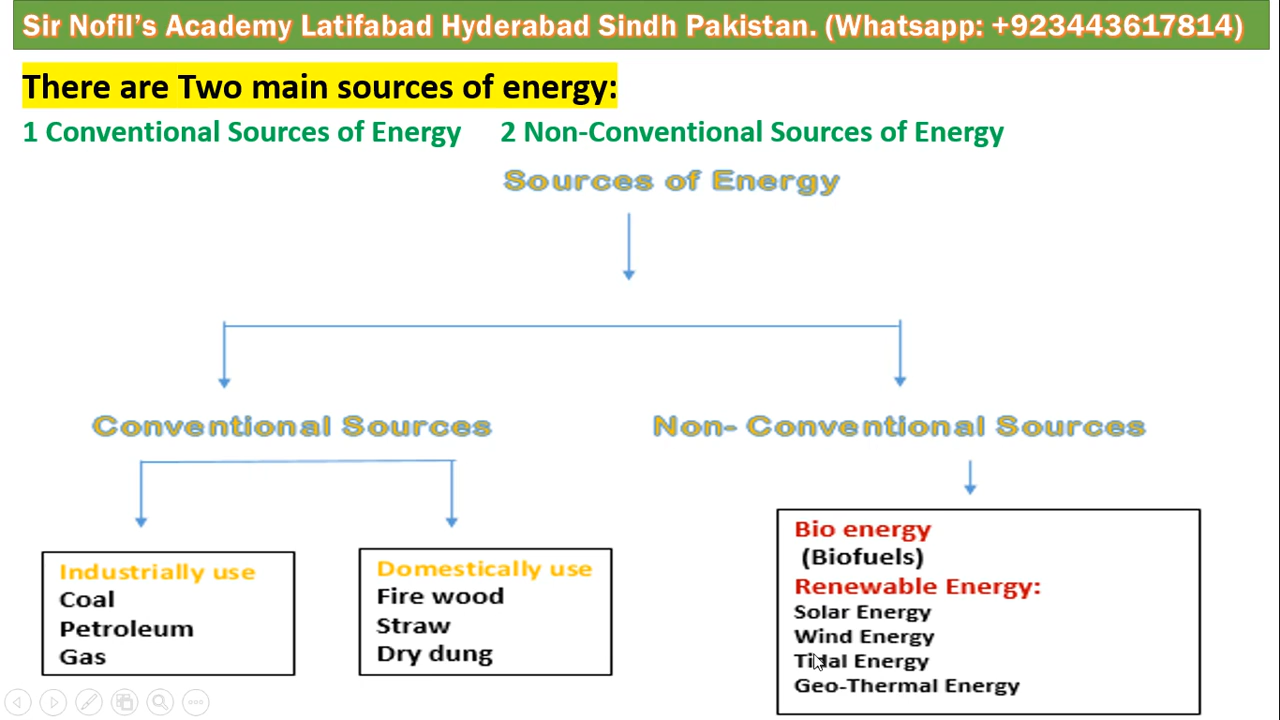 Sir Nofil's Academy Latifabad Hyderabad Sindh Pakistan. (Whatsapp: +923443617814)
There are Two main sources of energy:
1 Conventional Sources of Energy 2 Non-Conventional Sources of Energy
Sources of Energy
Conventional Sources
Non- Conventional Sources
Industrially use
Coal
Petroleum
Gas
Domestically use
Fire wood
Straw
Dry dung
Bio energy
(Biofuels)
Renewable Energy:
Solar Energy
Wind Energy
Tidal Energy
Geo-Thermal Energy